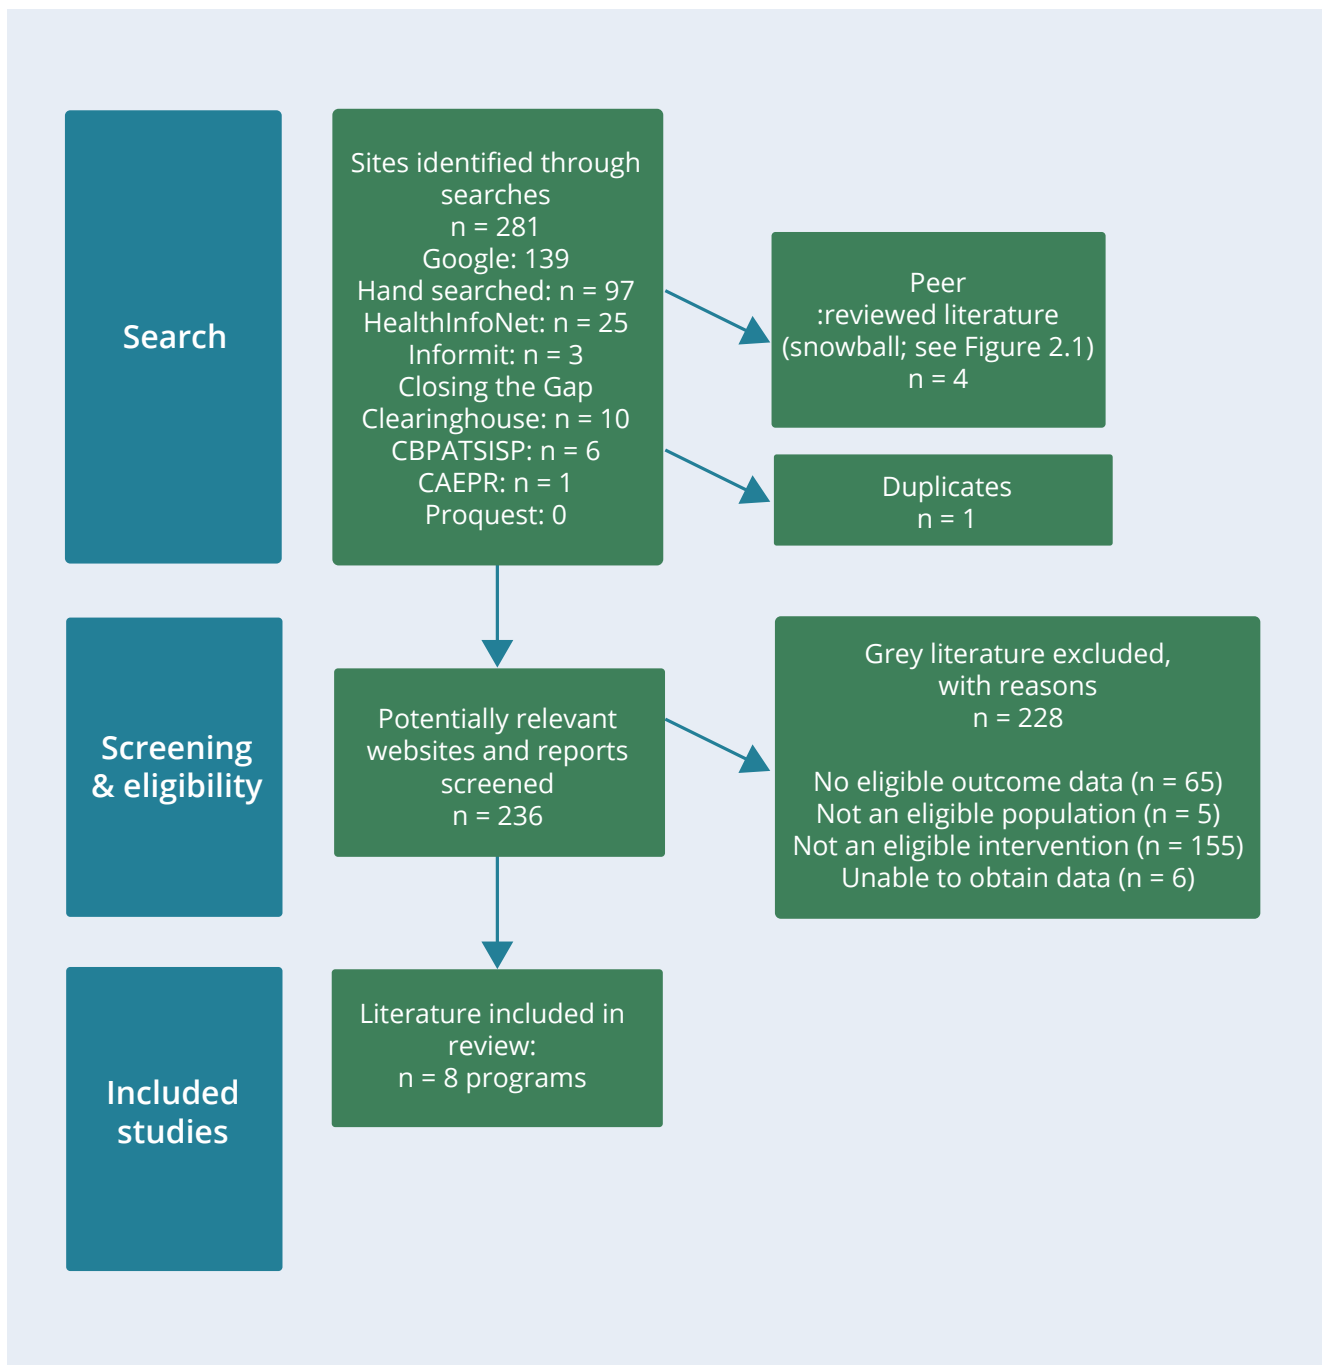 Search
Sites identified through
searches
n = 281
Google: 139
Hand searched: n = 97
HealthInfoNet: n = 25
Informit: n = 3
Closing the Gap
Clearinghouse: n = 10
CBPATSISP: n = 6
CAEPR: n = 1
Proquest: 0
Peer
:reviewed literature
(snowball; see Figure 2.1)
n = 4
Duplicates
n = 1
Screening
& eligibility
Potentially relevant
websites and reports
screened
n = 236
Grey literature excluded,
with reasons
n = 228
No eligible outcome data (n = 65)
Not an eligible population (n = 5)
Not an eligible intervention (n = 155)
Unable to obtain data (n = 6)
Included
studies
Literature included in
review:
n = 8 programs